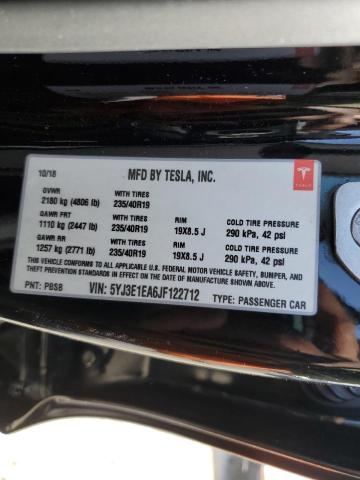 10/18 MFD BY TESLA, INC.
TESLA
GVWR WITH TIRES
2180 kg (4806 lb) 235/40R19
GAWR FRT WITH TIRES RIM COLD TIRE PRESSURE
1110 kg (2447 lb) 235/40R19 19X8.5 J 290 kPa, 42 psi
GAWR RR WITH TIRES RIM COLD TIRE PRESSURE
1257 kg (2771 lb) 235/40R19 19X8.5 J 290 kPa, 42 psi
THIS VEHICLE CONFORMS TO ALL APPLICABLE U.S. FEDERAL MOTOR VEHICLE SAFETY, BUMPER, AND
THEFT PREVENTION STANDARDS IN EFFECT ON THE DATE OF MANUFACTURE SHOWN ABOVE.
PNT: PBSB VIN: 5YJ3E1EA6JF122712 TYPE: PASSENGER CAR